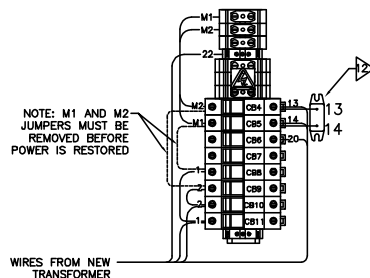 M1
M2
22
12
M2 CB4 13 13
M1 CB5 14 14
CB6 20
CB7
1 CB8
2 CB9
2 CB10
1 CB11
NOTE: M1 AND M2
JUMPERS MUST BE
REMOVED BEFORE
POWER IS RESTORED
WIRES FROM NEW
TRANSFORMER